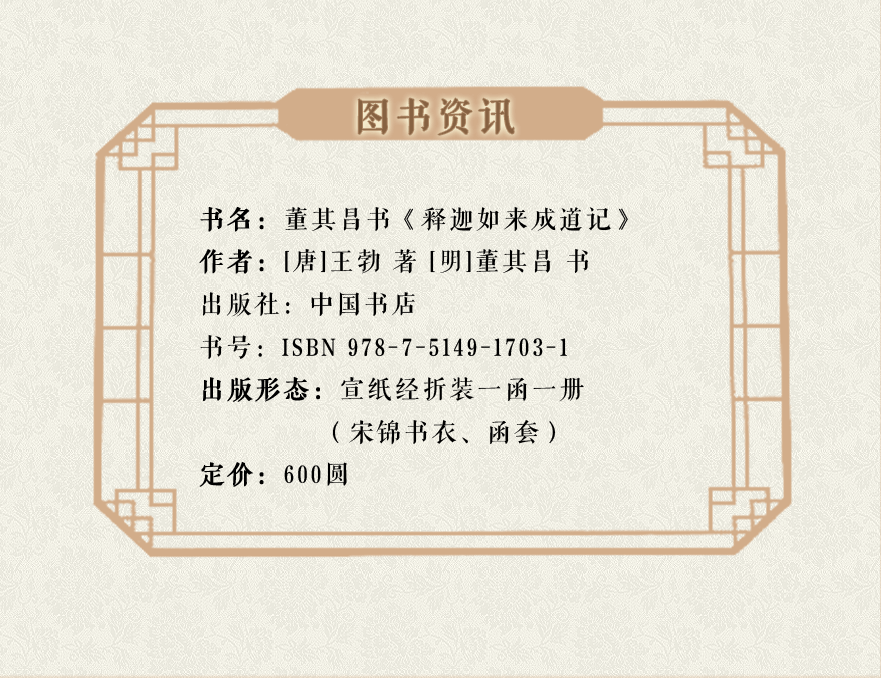 图书资讯
书名：董其昌书《释迦如来成道记》
作者：[唐]王勃 著 [明]董其昌 书
出版社：中国书店
书号：ISBN 978-7-5149-1703-1
出版形态：宣纸经折装一函一册
（宋锦书衣、函套）
定价：600圆